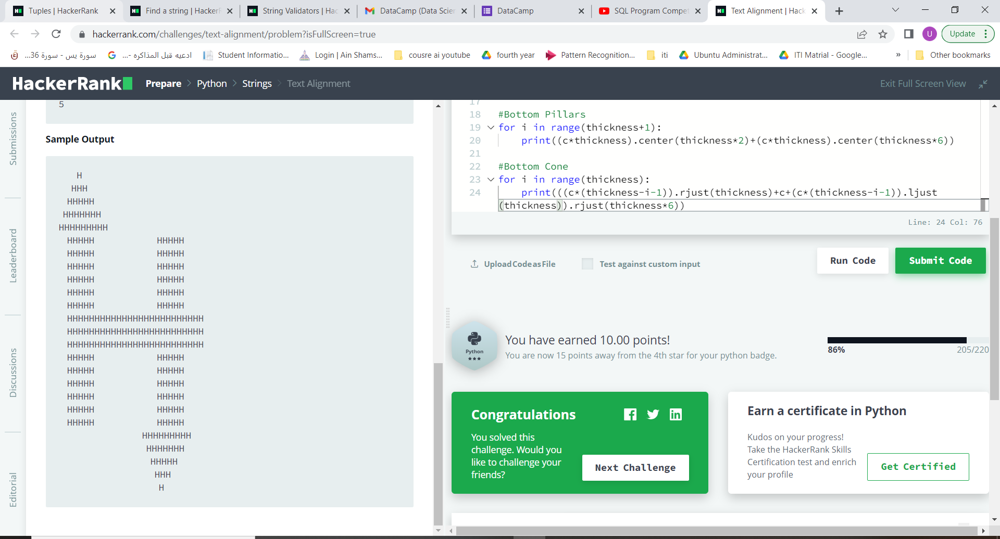 Tuples | HackerRank
Find a string | HackerR
String Validators | Hac
DataCamp (Data Scien
DataCamp
SQL Program Compet
Text Alignment | Hack
hackerrank.com/challenges/text-alignment/problem?isFullScreen=true
U
Update
سورة يس - سورة 36...
ادعيه قبل المذاكره -...
Student Informatio...
Login | Ain Shams...
cousre ai youtube
fourth year
Pattern Recognition...
iti
Ubuntu Administrat...
ITI Matrial - Google...
»
Other bookmarks
HackerRank
Prepare > Python > Strings > Text Alignment
Exit Full Screen View
Submissions
Leaderboard
Discussions
Editorial
5
Sample Output
    H
   HHH
  HHHHH
 HHHHHHH
HHHHHHHHH
  HHHHH               HHHHH
  HHHHH               HHHHH
  HHHHH               HHHHH
  HHHHH               HHHHH
  HHHHH               HHHHH
  HHHHH               HHHHH
  HHHHHHHHHHHHHHHHHHHHHHHHH
  HHHHHHHHHHHHHHHHHHHHHHHHH
  HHHHHHHHHHHHHHHHHHHHHHHHH
  HHHHH               HHHHH
  HHHHH               HHHHH
  HHHHH               HHHHH
  HHHHH               HHHHH
  HHHHH               HHHHH
  HHHHH               HHHHH
                    HHHHHHHHH
                     HHHHHHH
                      HHHHH
                       HHH
                        H
17
18 #Bottom Pillars
19 for i in range(thickness+1):
20     print((c*thickness).center(thickness*2)+(c*thickness).center(thickness*6))
21
22 #Bottom Cone
23 for i in range(thickness):
24     print(((c*(thickness-i-1)).rjust(thickness)+c+(c*(thickness-i-1)).ljust
(thickness)).rjust(thickness*6))
Line: 24 Col: 76
Upload Code as File
Test against custom input
Run Code
Submit Code
Python
You have earned 10.00 points!
You are now 15 points away from the 4th star for your python badge.
86%
205/220
Congratulations
You solved this
challenge. Would you
like to challenge your
friends?
Next Challenge
Earn a certificate in Python
Kudos on your progress!
Take the HackerRank Skills
Certification test and enrich
your profile
Get Certified